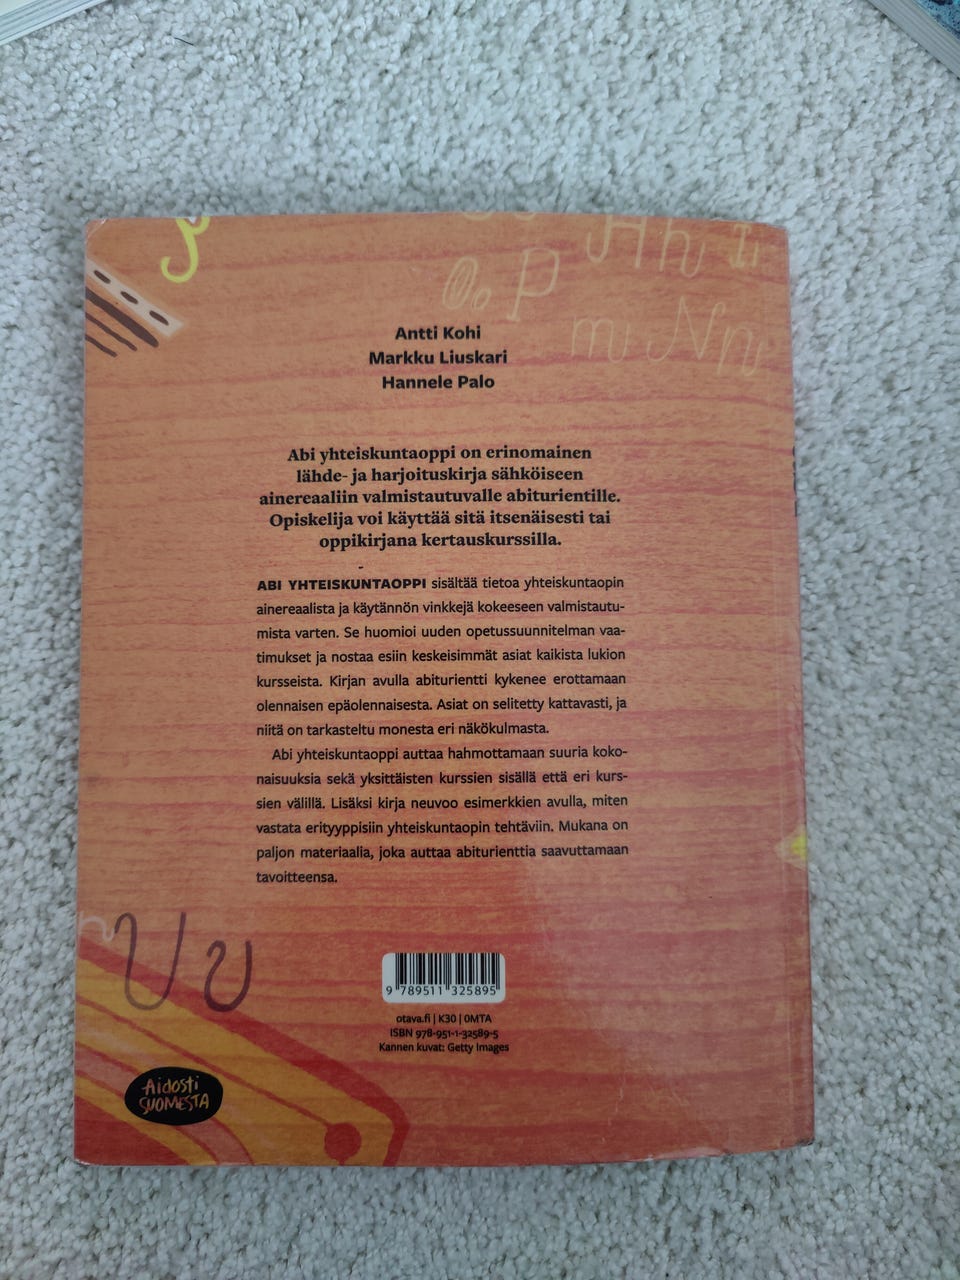 Hh Ii
Oo P
m Nn
Antti Kohi
Markku Liuskari
Hannele Palo
Abi yhteiskuntaoppi on erinomainen
lähde- ja harjoituskirja sähköiseen
ainereaaliin valmistautuvalle abiturientille.
Opiskelija voi käyttää sitä itsenäisesti tai
oppikirjana kertauskurssilla.
ABI YHTEISKUNTAOPPI sisältää tietoa yhteiskuntaopin
ainereaalista ja käytännön vinkkejä kokeeseen valmistautu-
mista varten. Se huomioi uuden opetussuunnitelman vaa-
timukset ja nostaa esiin keskeisimmät asiat kaikista lukion
kursseista. Kirjan avulla abiturientti kykenee erottamaan
olennaisen epäolennaisesta. Asiat on selitetty kattavasti, ja
niitä on tarkasteltu monesta eri näkökulmasta.
Abi yhteiskuntaoppi auttaa hahmottamaan suuria koko-
naisuuksia sekä yksittäisten kurssien sisällä että eri kurs-
sien välillä. Lisäksi kirja neuvoo esimerkkien avulla, miten
vastata erityyppisiin yhteiskuntaopin tehtäviin. Mukana on
paljon materiaalia, joka auttaa abiturienttia saavuttamaan
tavoitteensa.
Uu
9 789511 325895
otava.fi | K30 | 0MTA
ISBN 978-951-1-32589-5
Kannen kuvat: Getty Images
Aidosti
SUOMESTA